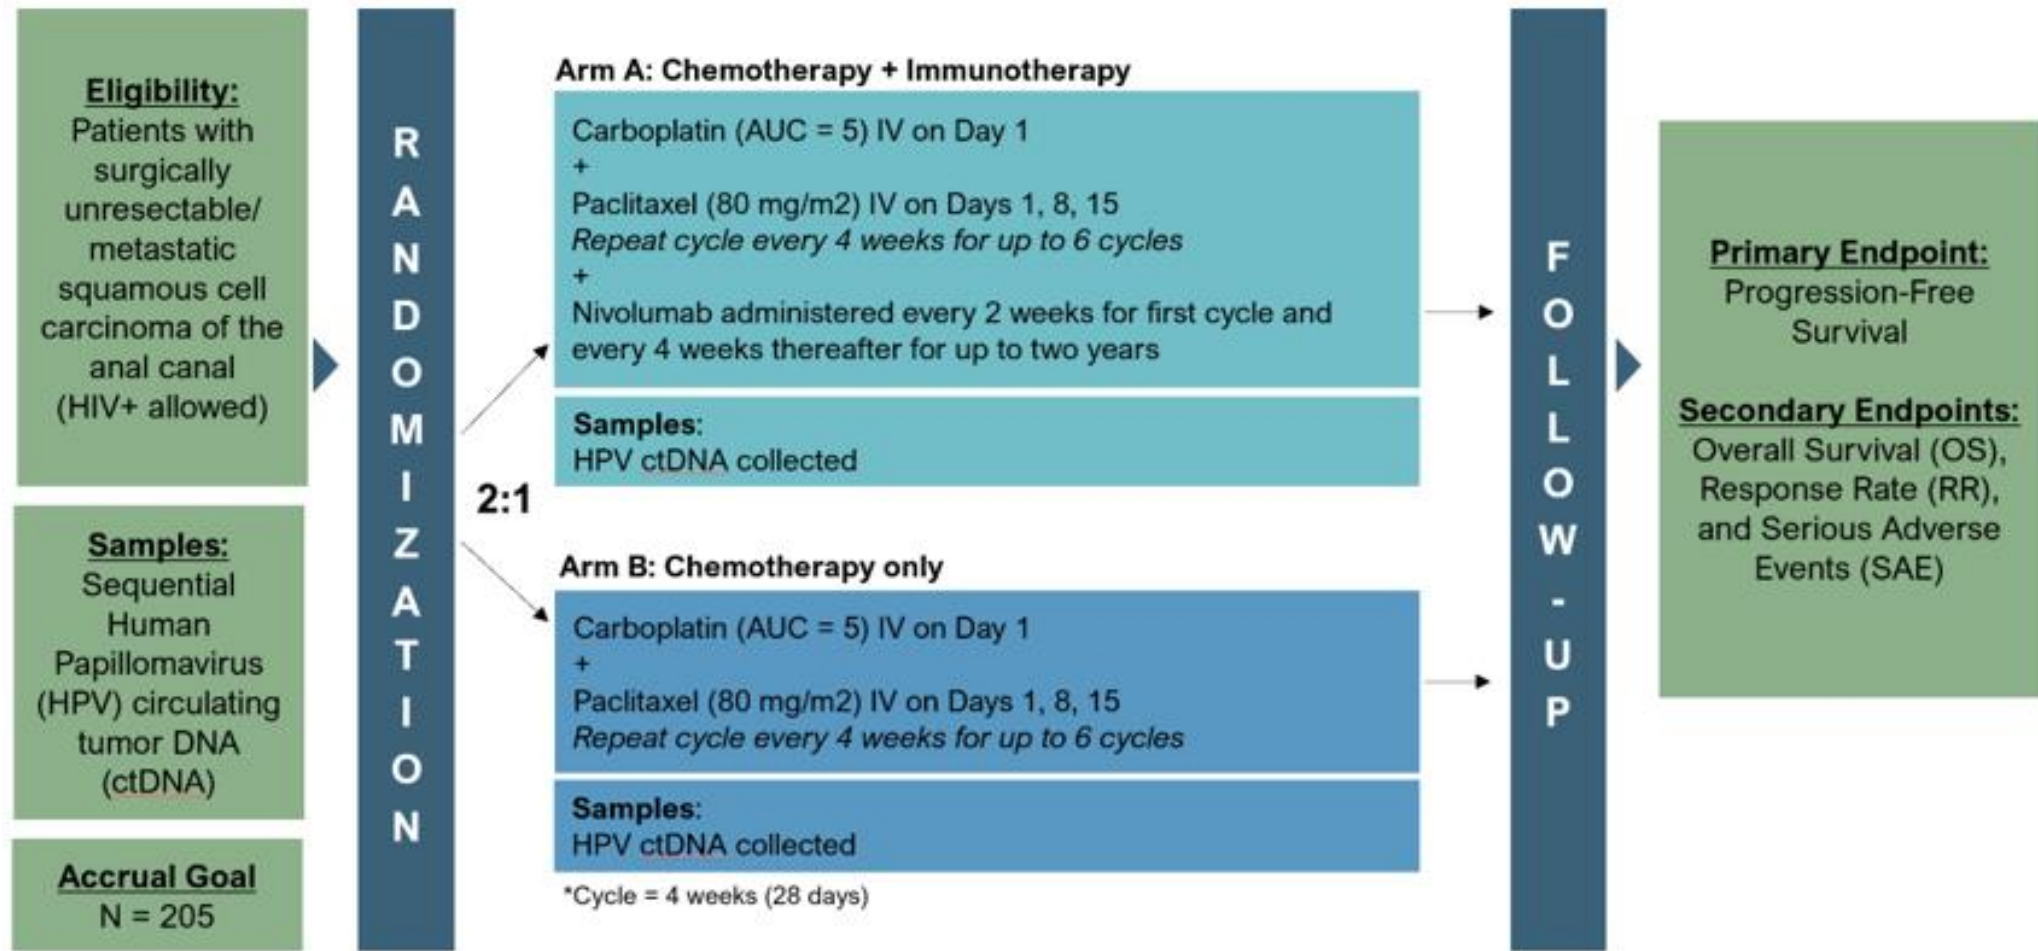 Eligibility:
Patients with
surgically
unresectable/
metastatic
squamous cell
carcinoma of the
anal canal
(HIV+ allowed)
Samples:
Sequential
Human
Papillomavirus
(HPV) circulating
tumor DNA
(ctDNA)
Accrual Goal
N = 205
RANDOMIZATION
2:1
Arm A: Chemotherapy + Immunotherapy
Carboplatin (AUC = 5) IV on Day 1
+
Paclitaxel (80 mg/m2) IV on Days 1, 8, 15
Repeat cycle every 4 weeks for up to 6 cycles
+
Nivolumab administered every 2 weeks for first cycle and
every 4 weeks thereafter for up to two years
Samples:
HPV ctDNA collected
Arm B: Chemotherapy only
Carboplatin (AUC = 5) IV on Day 1
+
Paclitaxel (80 mg/m2) IV on Days 1, 8, 15
Repeat cycle every 4 weeks for up to 6 cycles
Samples:
HPV ctDNA collected
*Cycle = 4 weeks (28 days)
FOLLOW-UP
Primary Endpoint:
Progression-Free
Survival
Secondary Endpoints:
Overall Survival (OS),
Response Rate (RR),
and Serious Adverse
Events (SAE)